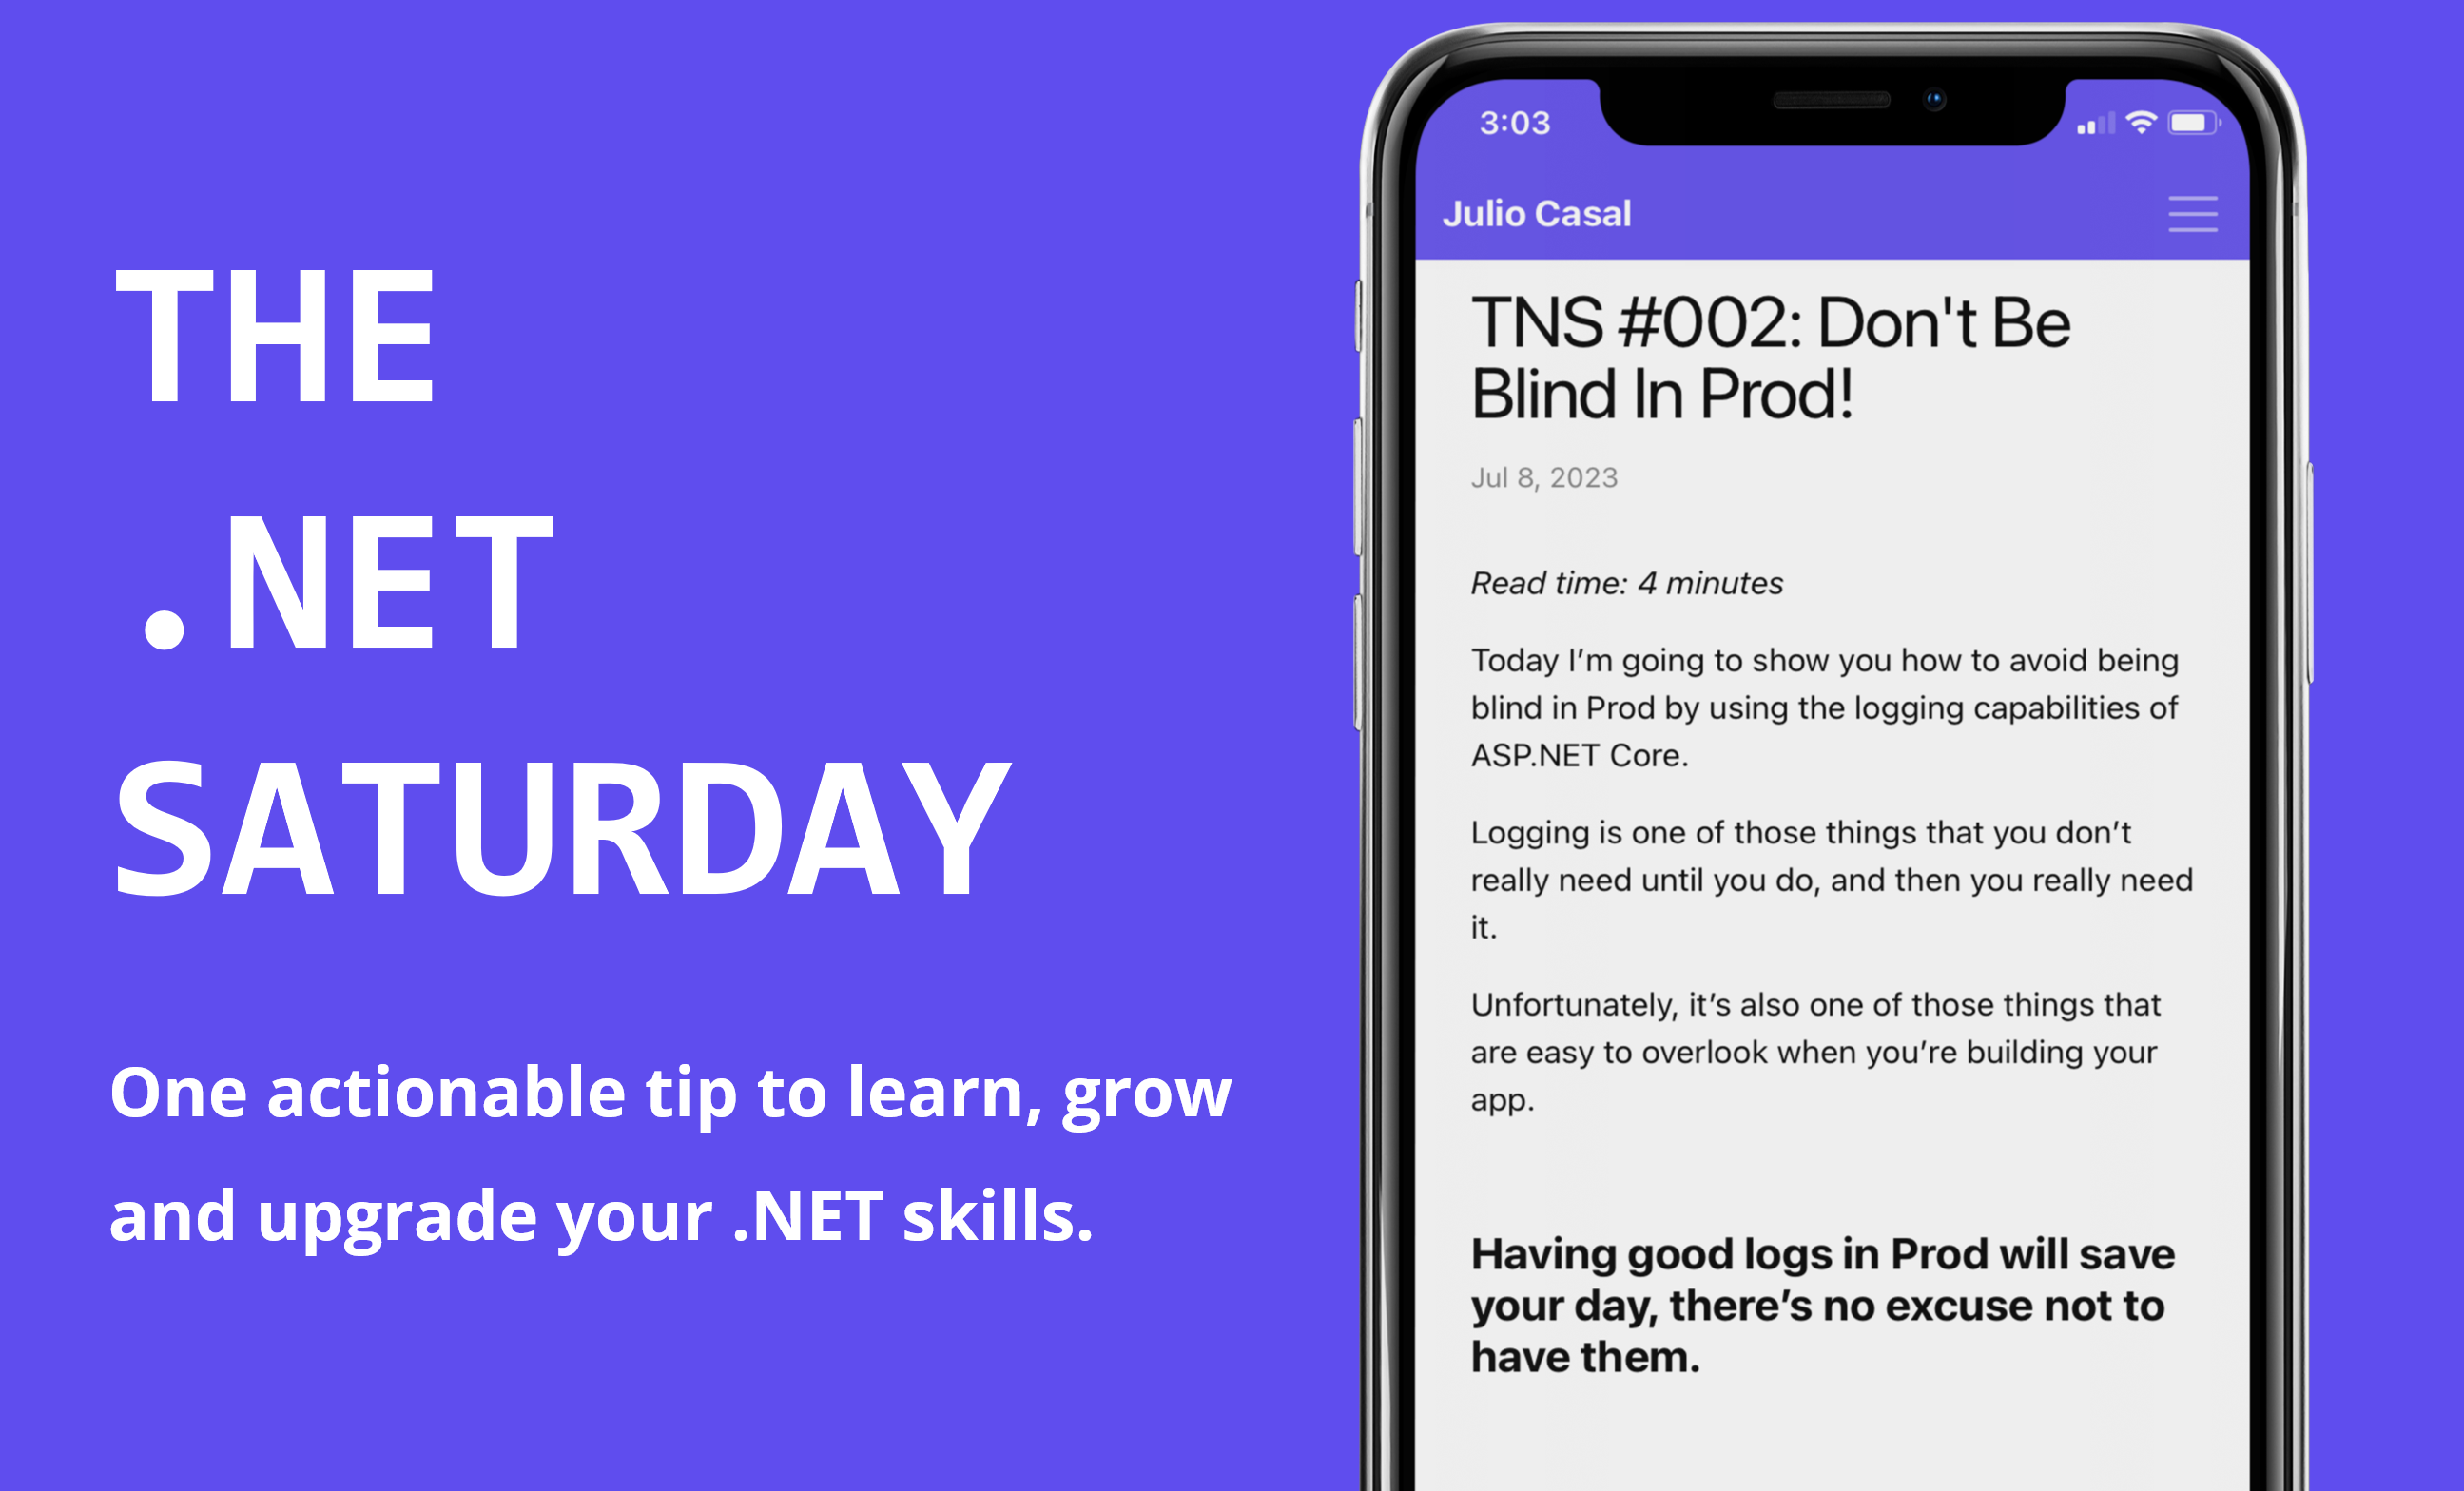 THE
.NET
SATURDAY
One actionable tip to learn, grow
and upgrade your .NET skills.
3:03
Julio Casal
TNS #002: Don't Be
Blind In Prod!
Jul 8, 2023
Read time: 4 minutes
Today I’m going to show you how to avoid being
blind in Prod by using the logging capabilities of
ASP.NET Core.
Logging is one of those things that you don’t
really need until you do, and then you really need
it.
Unfortunately, it’s also one of those things that
are easy to overlook when you’re building your
app.
Having good logs in Prod will save
your day, there’s no excuse not to
have them.